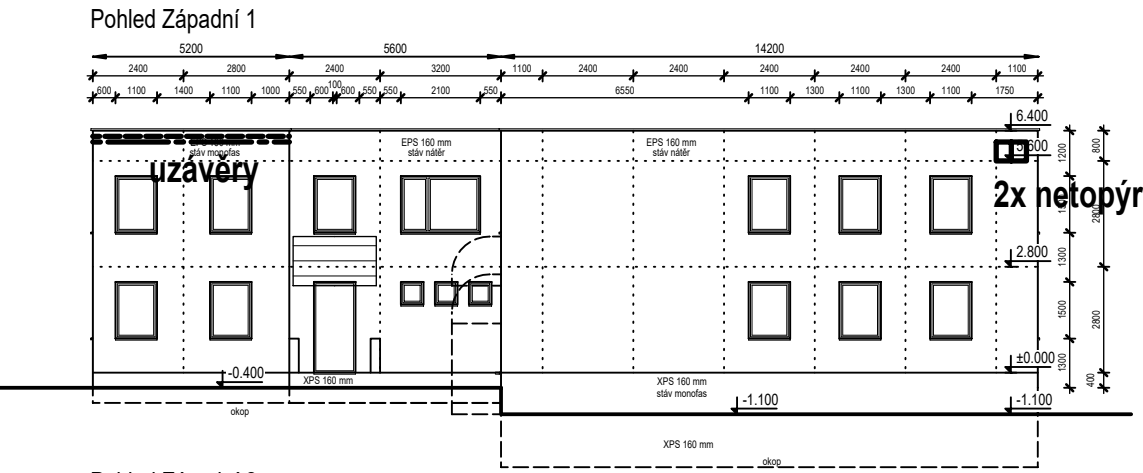 Pohled Západní 1
5200 5600 14200
2400 2800 2400 3200 1100 2400 2400 2400 2400 2400 1100
600 1100 1400 1100 1000 550 600 100 600 550 550 2100 550 6550 1100 1300 1100 1300 1100 1750
6.400
EPS 160 mm EPS 160 mm
stáv monofas stáv nátěr stáv nátěr
5.600
1200 800
uzávěry
2x netopýr
2800
2.800
1300
1500 2800
±0.000
1300 400
-0.400
XPS 160 mm XPS 160 mm
stáv monofas
-1.100 -1.100
okop
XPS 160 mm
okop